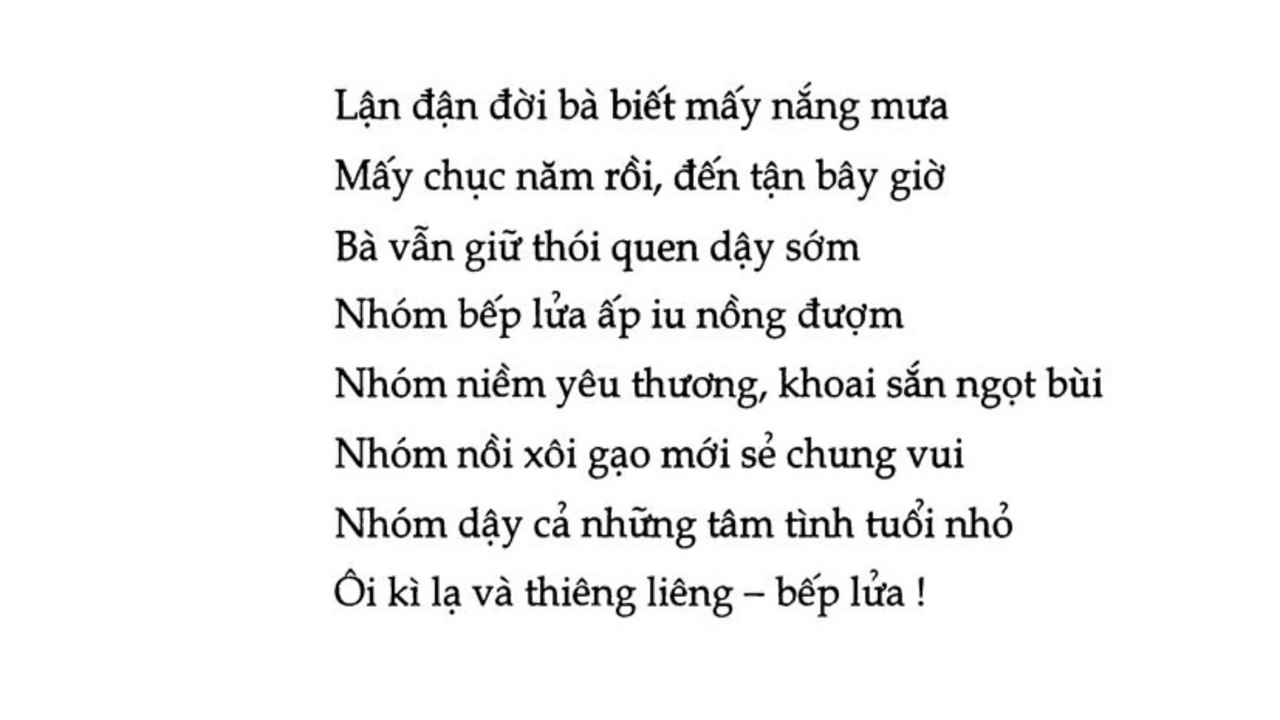 Lận đận đời bà biết mấy nắng mưa
Mấy chục năm rồi, đến tận bây giờ
Bà vẫn giữ thói quen dậy sớm
Nhóm bếp lửa ấp iu nồng đượm
Nhóm niềm yêu thương, khoai sắn ngọt bùi
Nhóm nồi xôi gạo mới sẻ chung vui
Nhóm dậy cả những tâm tình tuổi nhỏ
Ôi kì lạ và thiêng liêng – bếp lửa !